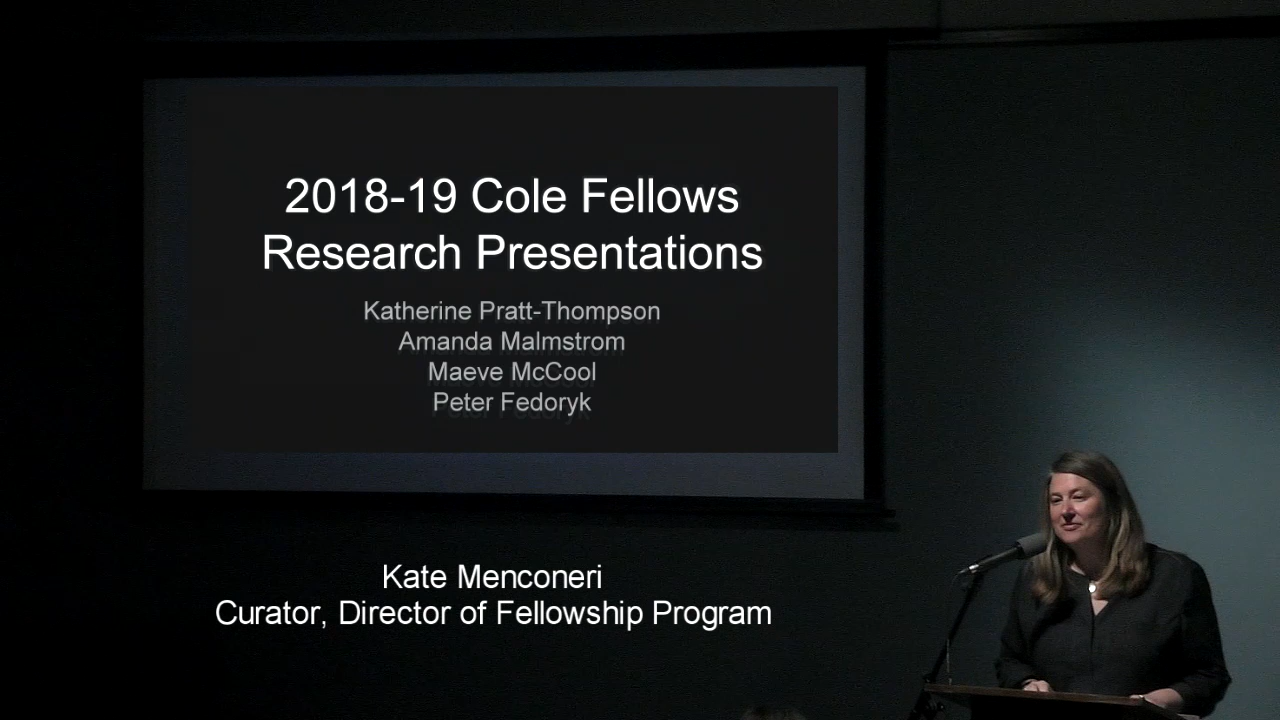 2018-19 Cole Fellows
Research Presentations
Katherine Pratt-Thompson
Amanda Malmstrom
Maeve McCool
Peter Fedoryk
Kate Menconeri
Curator, Director of Fellowship Program